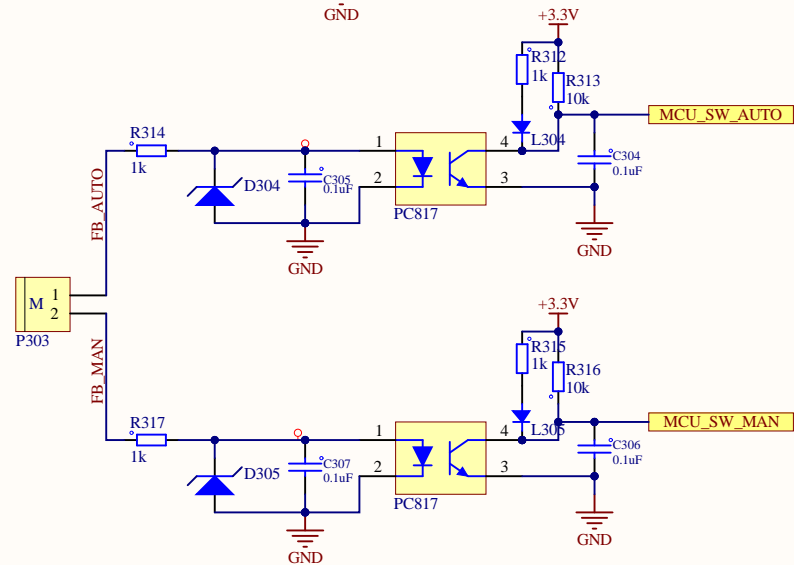 GND
+3.3V
R312
1k
R313
10k
MCU_SW_AUTO
R314
1k
1
4
L304
C304
0.1uF
D304
C305
0.1uF
2
3
PC817
FB_AUTO
GND
GND
M
1
2
P303
+3.3V
FB_MAN
R315
1k
R316
10k
MCU_SW_MAN
R317
1k
1
4
L305
C306
0.1uF
D305
C307
0.1uF
2
3
PC817
GND
GND